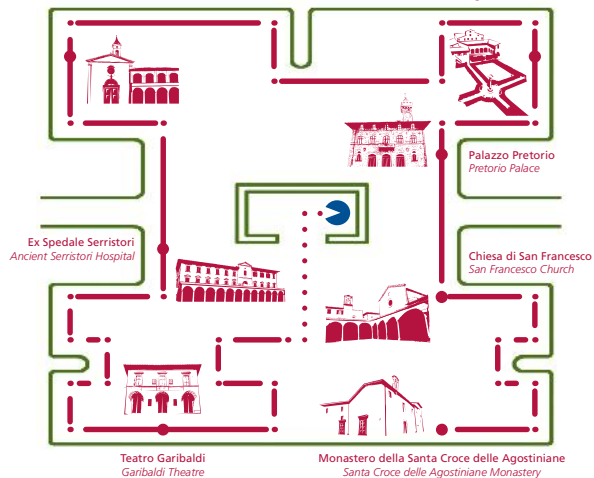 Palazzo Pretorio
Pretorio Palace
Ex Spedale Serristori
Ancient Serristori Hospital
Chiesa di San Francesco
San Francesco Church
Teatro Garibaldi
Garibaldi Theatre
Monastero della Santa Croce delle Agostiniane
Santa Croce delle Agostiniane Monastery